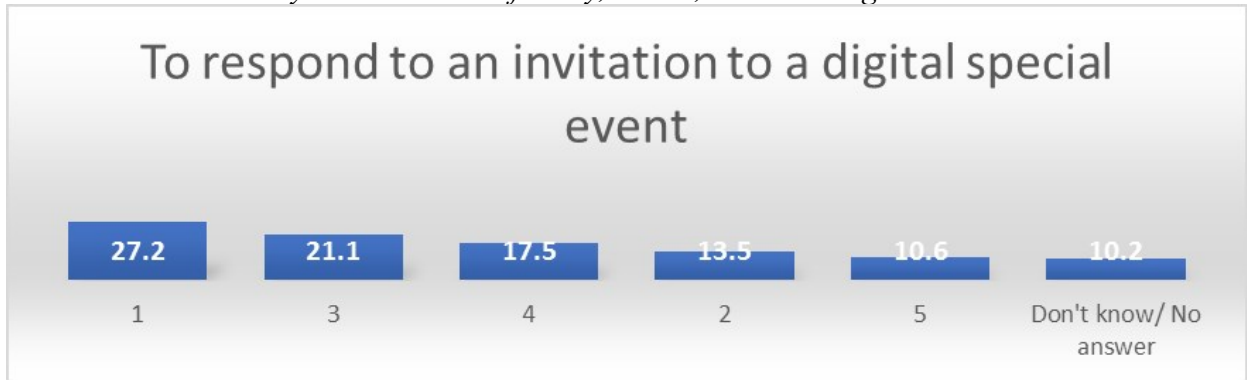 To respond to an invitation to a digital special
event
27.2 21.1 17.5 13.5 10.6 10.2
1 3 4 2 5 Don't know/ No
answer